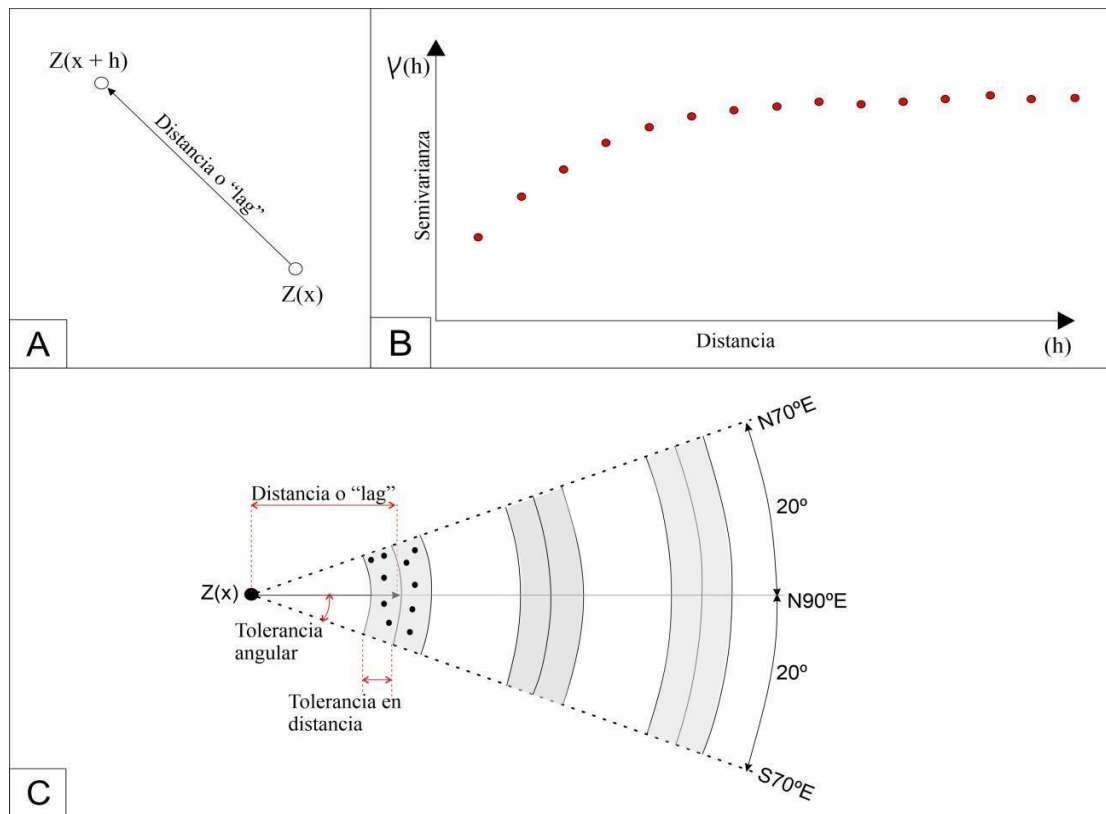 Z(x + h)
Distancia o “lag”
Z(x)
A
γ(h)
Semivarianza
Distancia
(h)
B
N70ºE
Distancia o “lag”
20º
Z(x)
N90ºE
Tolerancia
angular
20º
Tolerancia en
distancia
S70ºE
C